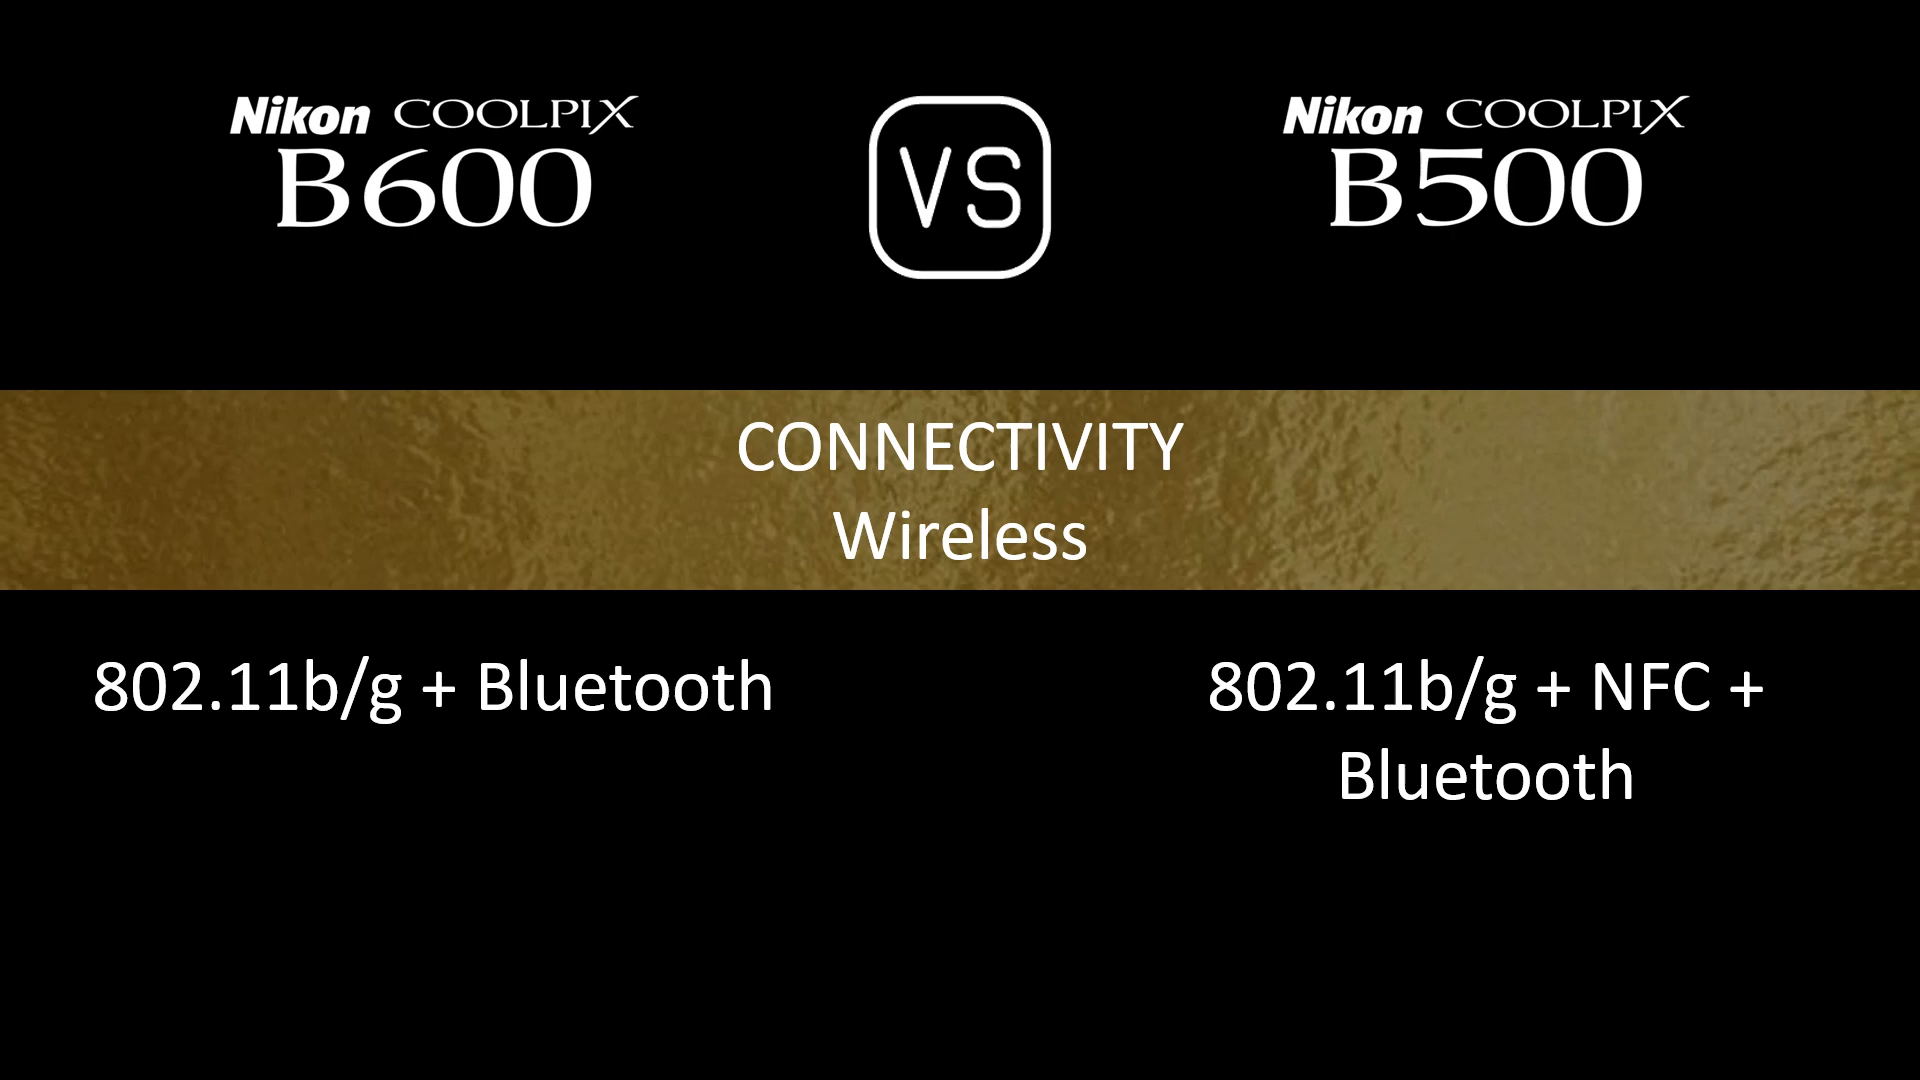 Nikon COOLPIX
B600
VS
Nikon COOLPIX
B500
CONNECTIVITY
Wireless
802.11b/g + Bluetooth
802.11b/g + NFC +
Bluetooth